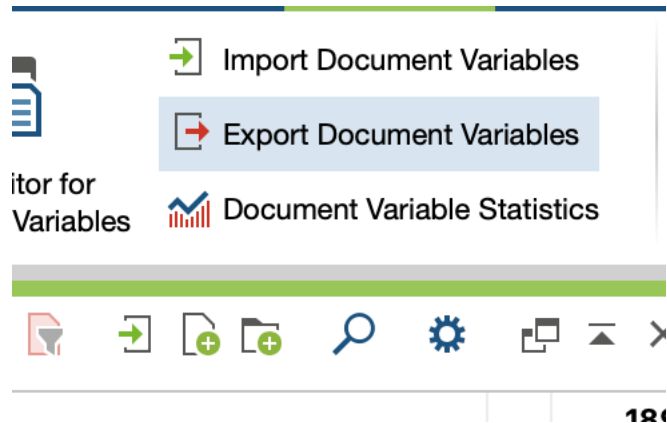 Import Document Variables
Export Document Variables
itor for
Variables
Document Variable Statistics